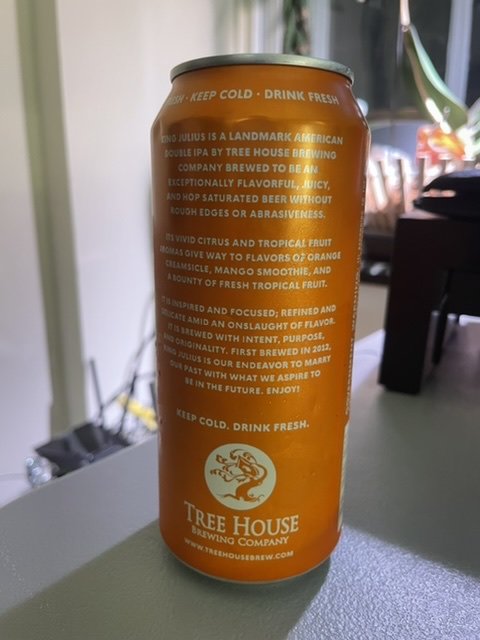 FRESH · KEEP COLD · DRINK FRESH
KING JULIUS IS A LANDMARK AMERICAN
DOUBLE IPA BY TREE HOUSE BREWING
COMPANY BREWED TO BE AN
EXCEPTIONALLY FLAVORFUL, JUICY,
AND HOP SATURATED BEER WITHOUT
ROUGH EDGES OR ABRASIVENESS.
ITS VIVID CITRUS AND TROPICAL FRUIT
AROMAS GIVE WAY TO FLAVORS OF ORANGE
CREAMSICLE, MANGO SMOOTHIE, AND
A BOUNTY OF FRESH TROPICAL FRUIT.
IT IS INSPIRED AND FOCUSED; REFINED AND
DELICATE AMID AN ONSLAUGHT OF FLAVOR.
IT IS BREWED WITH INTENT, PURPOSE,
AND ORIGINALITY. FIRST BREWED IN 2012,
KING JULIUS IS OUR ENDEAVOR TO MARRY
OUR PAST WITH WHAT WE ASPIRE TO
BE IN THE FUTURE. ENJOY!
KEEP COLD. DRINK FRESH.
TREE HOUSE
BREWING COMPANY
WWW.TREEHOUSEBREW.COM